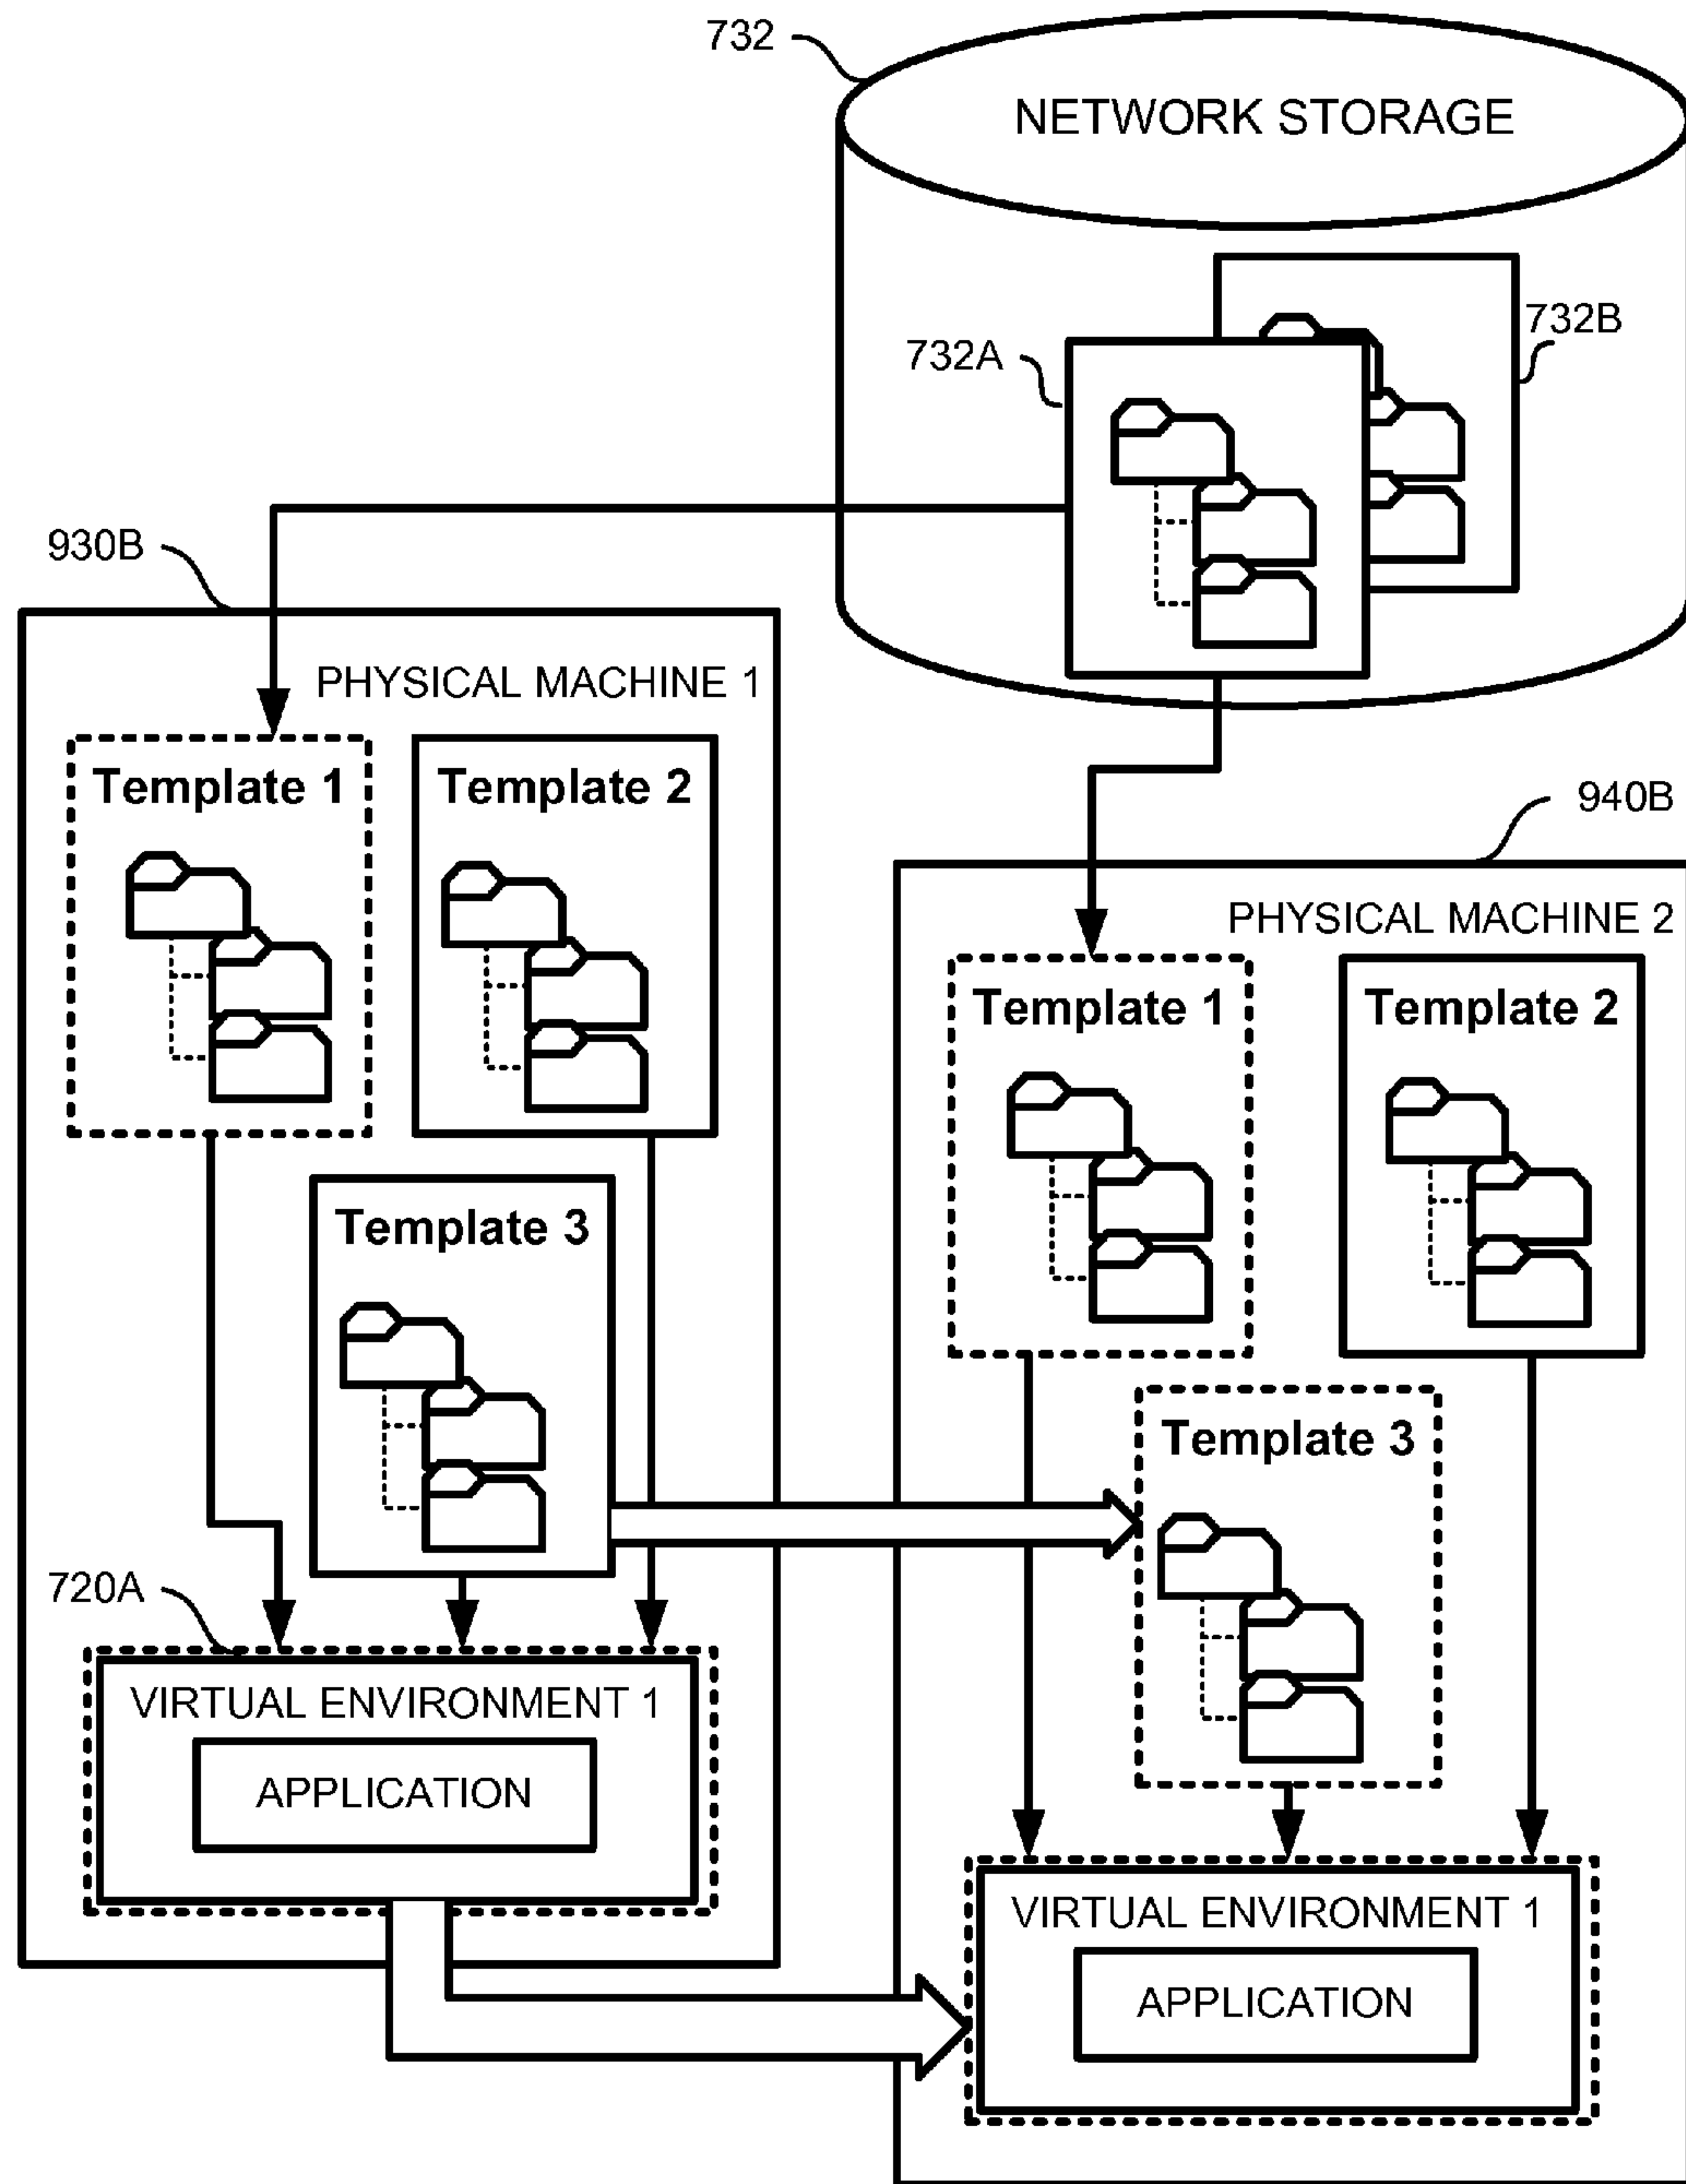 732
NETWORK STORAGE
732B
732A
930B
PHYSICAL MACHINE 1
Template 1
Template 2
940B
PHYSICAL MACHINE 2
Template 1
Template 2
Template 3
Template 3
720A
VIRTUAL ENVIRONMENT 1
APPLICATION
VIRTUAL ENVIRONMENT 1
APPLICATION